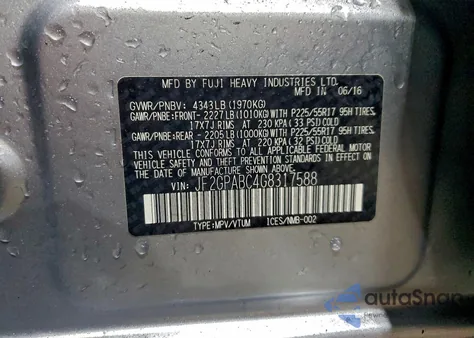 MFD BY FUJI HEAVY INDUSTRIES LTD.
GVWR/PNBV: 4343LB(1970KG) IN 06/16
GAWR/PNBE:FRONT-2227LB(1010KG)WITH P225/55R17 95H TIRES,
17X7J RIMS AT 230 KPA(33 PSI)COLD
GAWR/PNBE:REAR -2205LB(1000KG)WITH P225/55R17 95H TIRES,
17X7J RIMS AT 220 KPA(32 PSI)COLD
THIS VEHICLE CONFORMS TO ALL APPLICABLE FEDERAL MOTOR
VEHICLE SAFETY STANDARDS IN EFFECT ON
THE DATE OF MANUFACTURE SHOWN ABOVE.
VIN: JF2GPABC4G8317588
TYPE:MPV/VTUM ICES/NMB-002
autoSnap
Powered